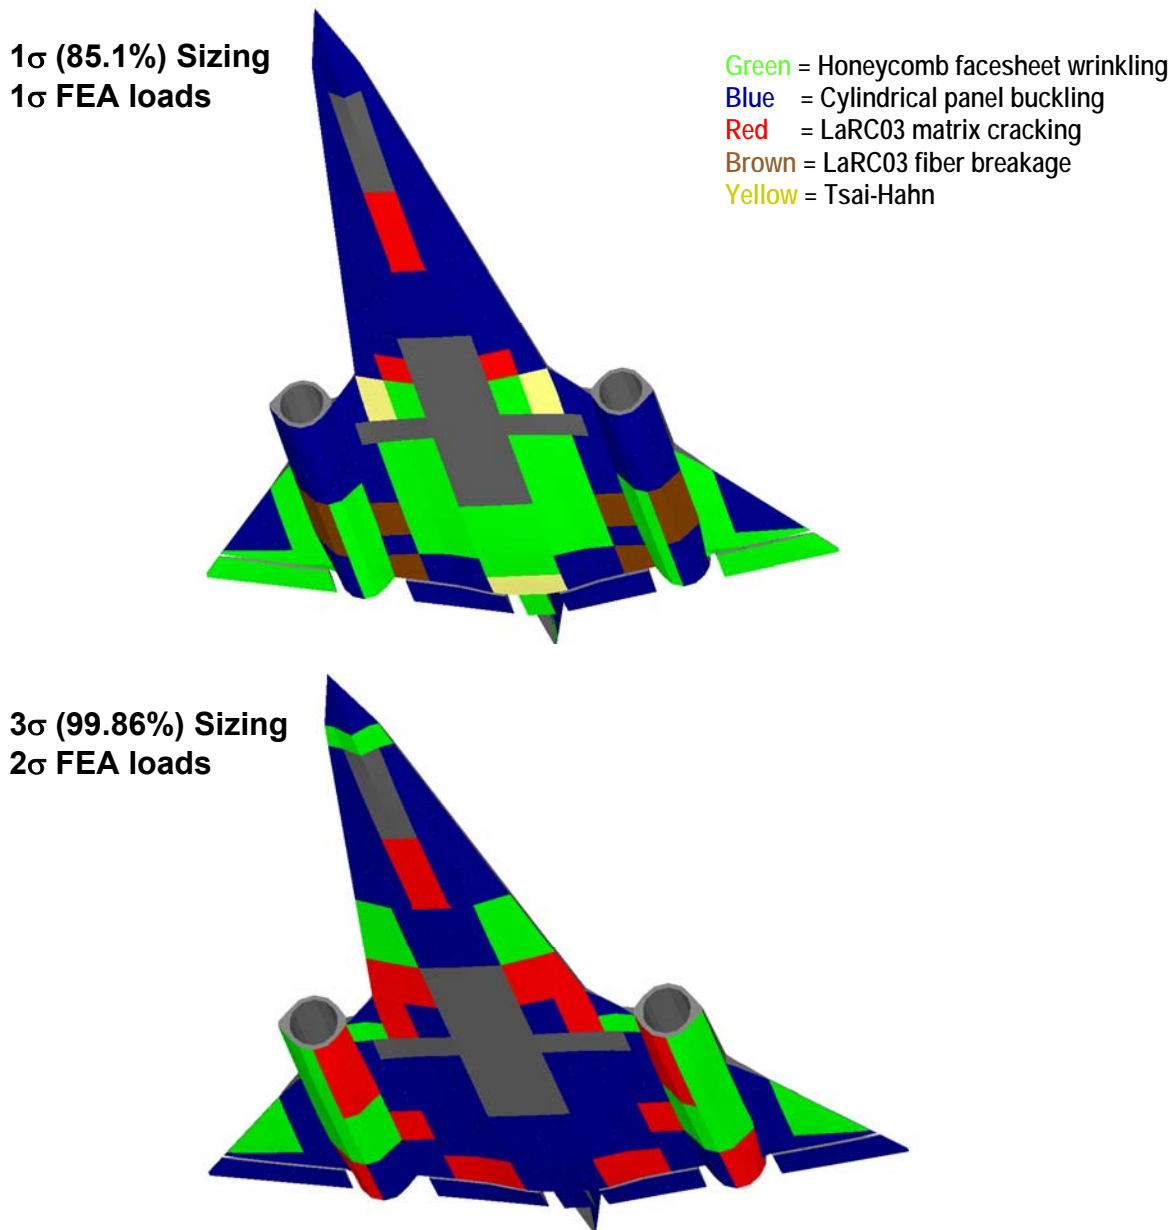 1σ (85.1%) Sizing
1σ FEA loads
Green = Honeycomb facesheet wrinkling
Blue = Cylindrical panel buckling
Red = LaRC03 matrix cracking
Brown = LaRC03 fiber breakage
Yellow = Tsai-Hahn
3σ (99.86%) Sizing
2σ FEA loads